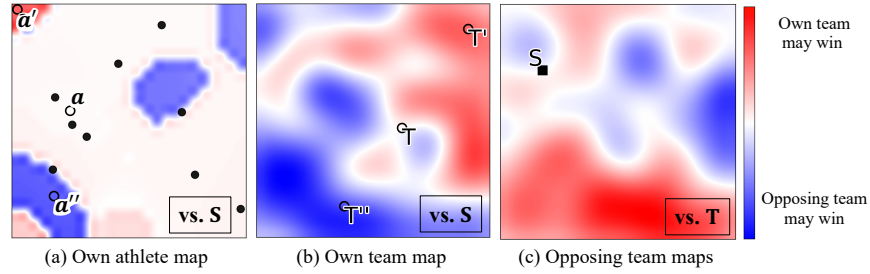 a'
a
a''
vs. S
T'
T
T''
vs. S
S
vs. T
Own team
may win
Opposing team
may win
(a) Own athlete map
(b) Own team map
(c) Opposing team maps